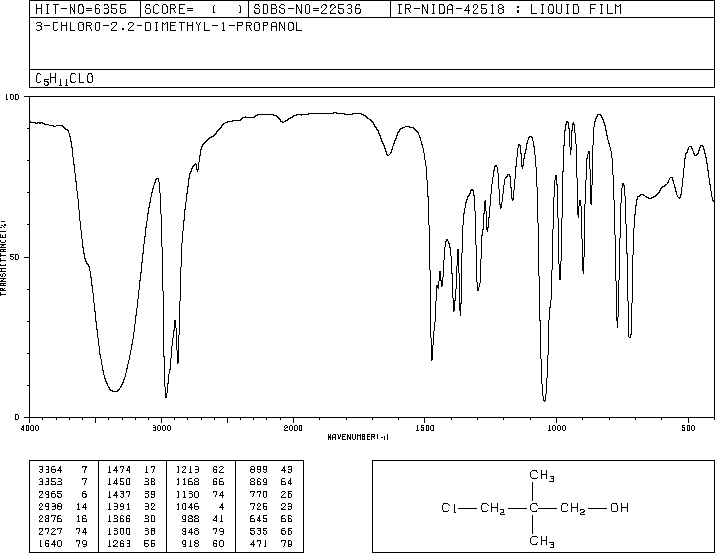 HIT-NO=6355 SCORE= ( ) SDBS-NO=22536 IR-NIDA-42518 : LIQUID FILM
3-CHLORO-2,2-DIMETHYL-1-PROPANOL
C5H11CLO
100
50
0
TRANSMITTANCE(%)
4000 3000 2000 1500 1000 500
WAVENUMBER(-1)
3364 7 1474 17 1213 62 899 43
3353 7 1450 38 1168 66 869 64
2965 6 1437 39 1130 74 770 26
2938 14 1391 32 1046 4 726 23
2876 16 1366 30 988 41 645 66
2727 74 1300 38 948 79 535 66
1640 79 1263 55 918 60 471 79
CH3
Cl—CH2—C—CH2—OH
CH3